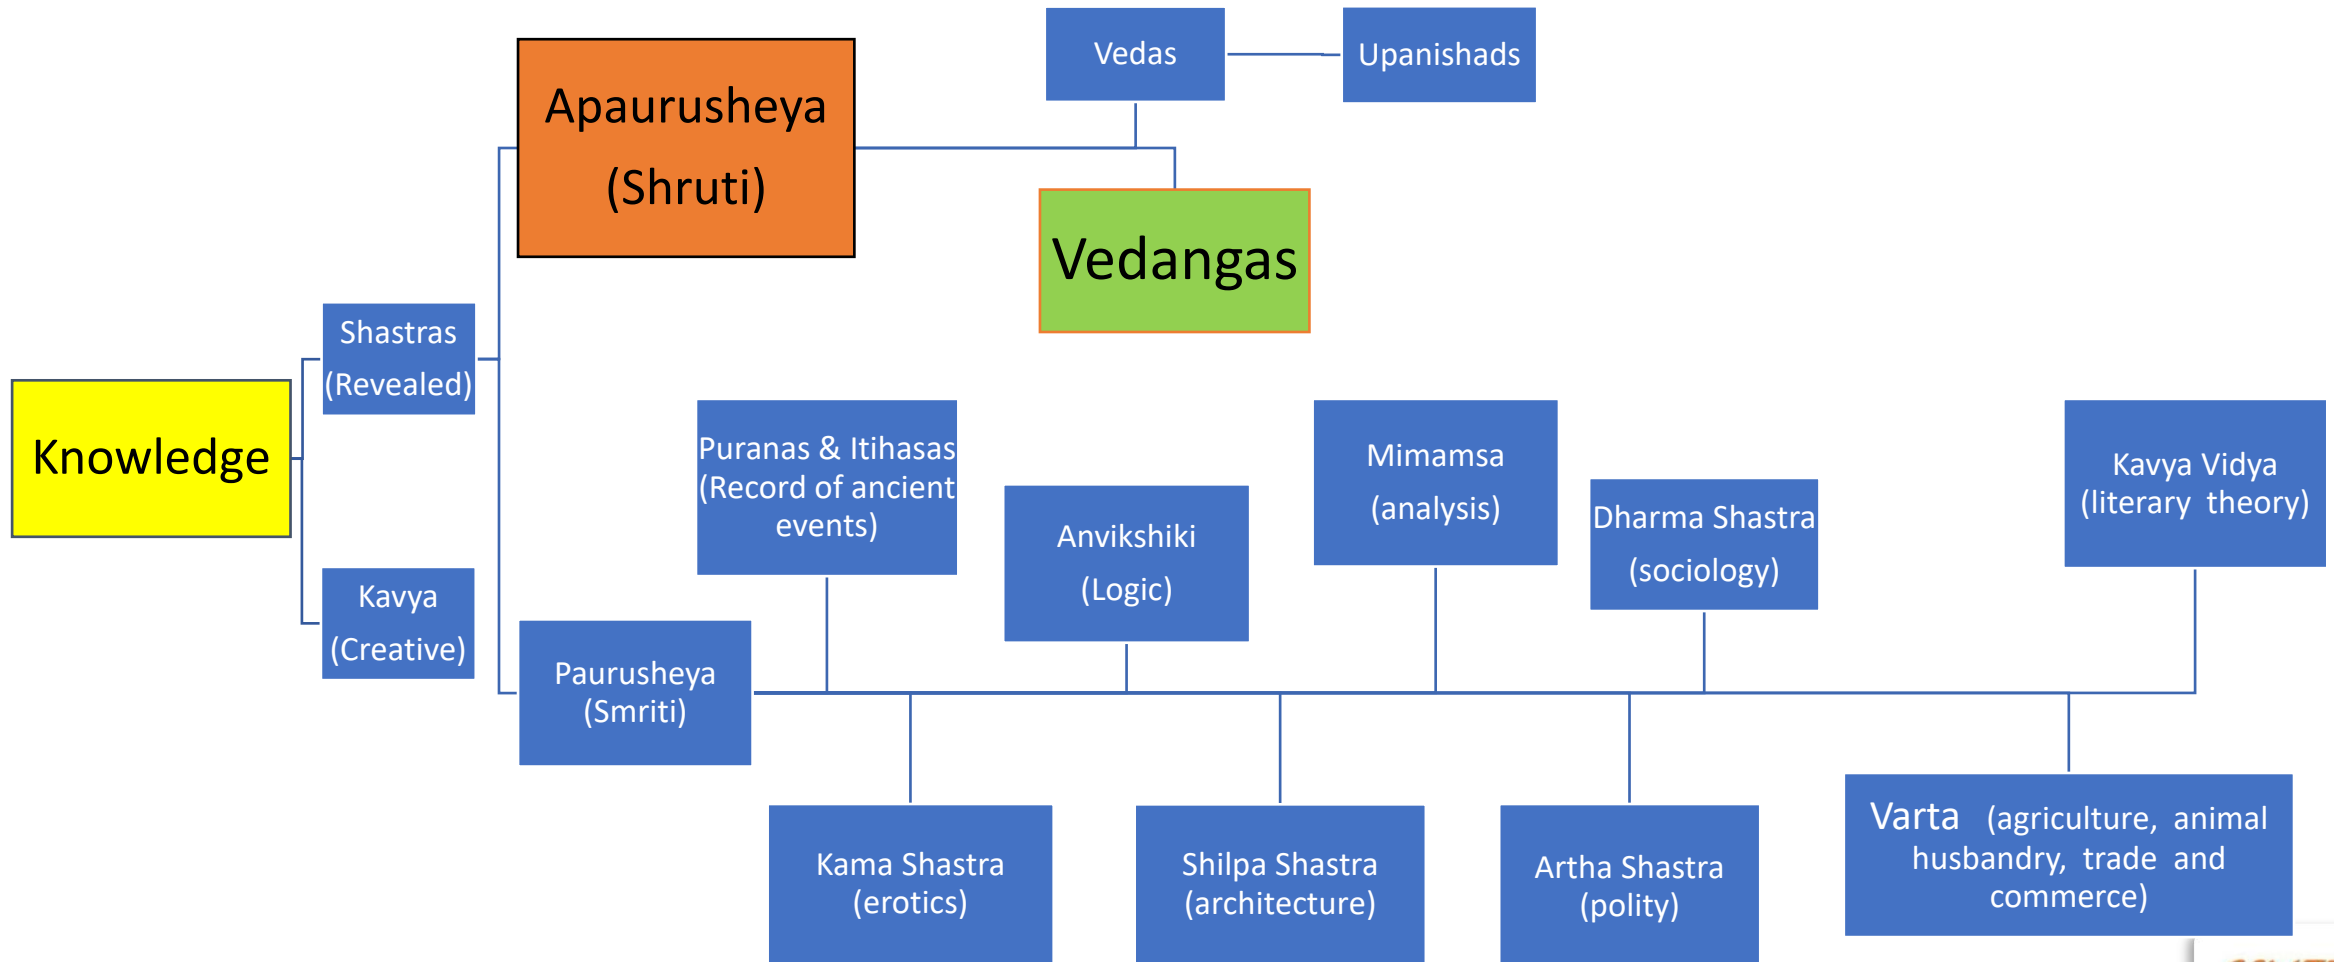 Vedas
Upanishads
Apaurusheya
(Shruti)
Vedangas
Shastras
(Revealed)
Knowledge
Kavya
(Creative)
Puranas & Itihasas
(Record of ancient
events)
Anvikshiki
(Logic)
Mimamsa
(analysis)
Dharma Shastra
(sociology)
Kavya Vidya
(literary theory)
Paurusheya
(Smriti)
Kama Shastra
(erotics)
Shilpa Shastra
(architecture)
Artha Shastra
(polity)
Varta (agriculture, animal
husbandry, trade and
commerce)